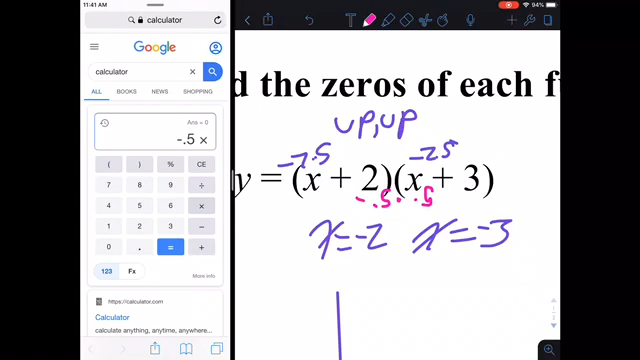 11:41 AM
calculator
94%
Google
calculator
ALL BOOKS NEWS SHOPPING
Ans = 0
-.5 ×
( ) % CE
7 8 9 ÷
4 5 6 ×
1 2 3 −
0 . = +
123 Fx
More info
https://calculator.com
Calculator
calculate anything, anytime, anywhere...
d the zeros of each f
up, up
-7.5 -2.5
y = (x + 2)(x + 3)
-.5 · .5
x=-2 x=-3